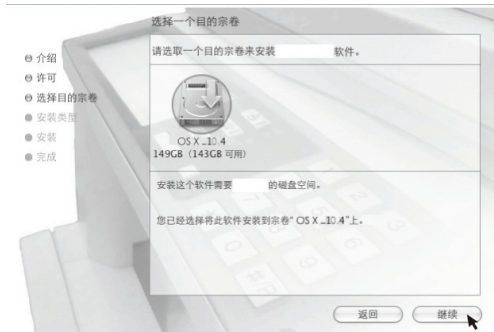 选择一个目的宗卷
请选取一个目的宗卷来安装 软件。
介绍
许可
选择目的宗卷
安装类型
安装
完成
OS X _10.4
149GB（143GB 可用）
安装这个软件需要 的磁盘空间。
您已经选择将此软件安装到宗卷“OS X _10.4”上。
返回
继续